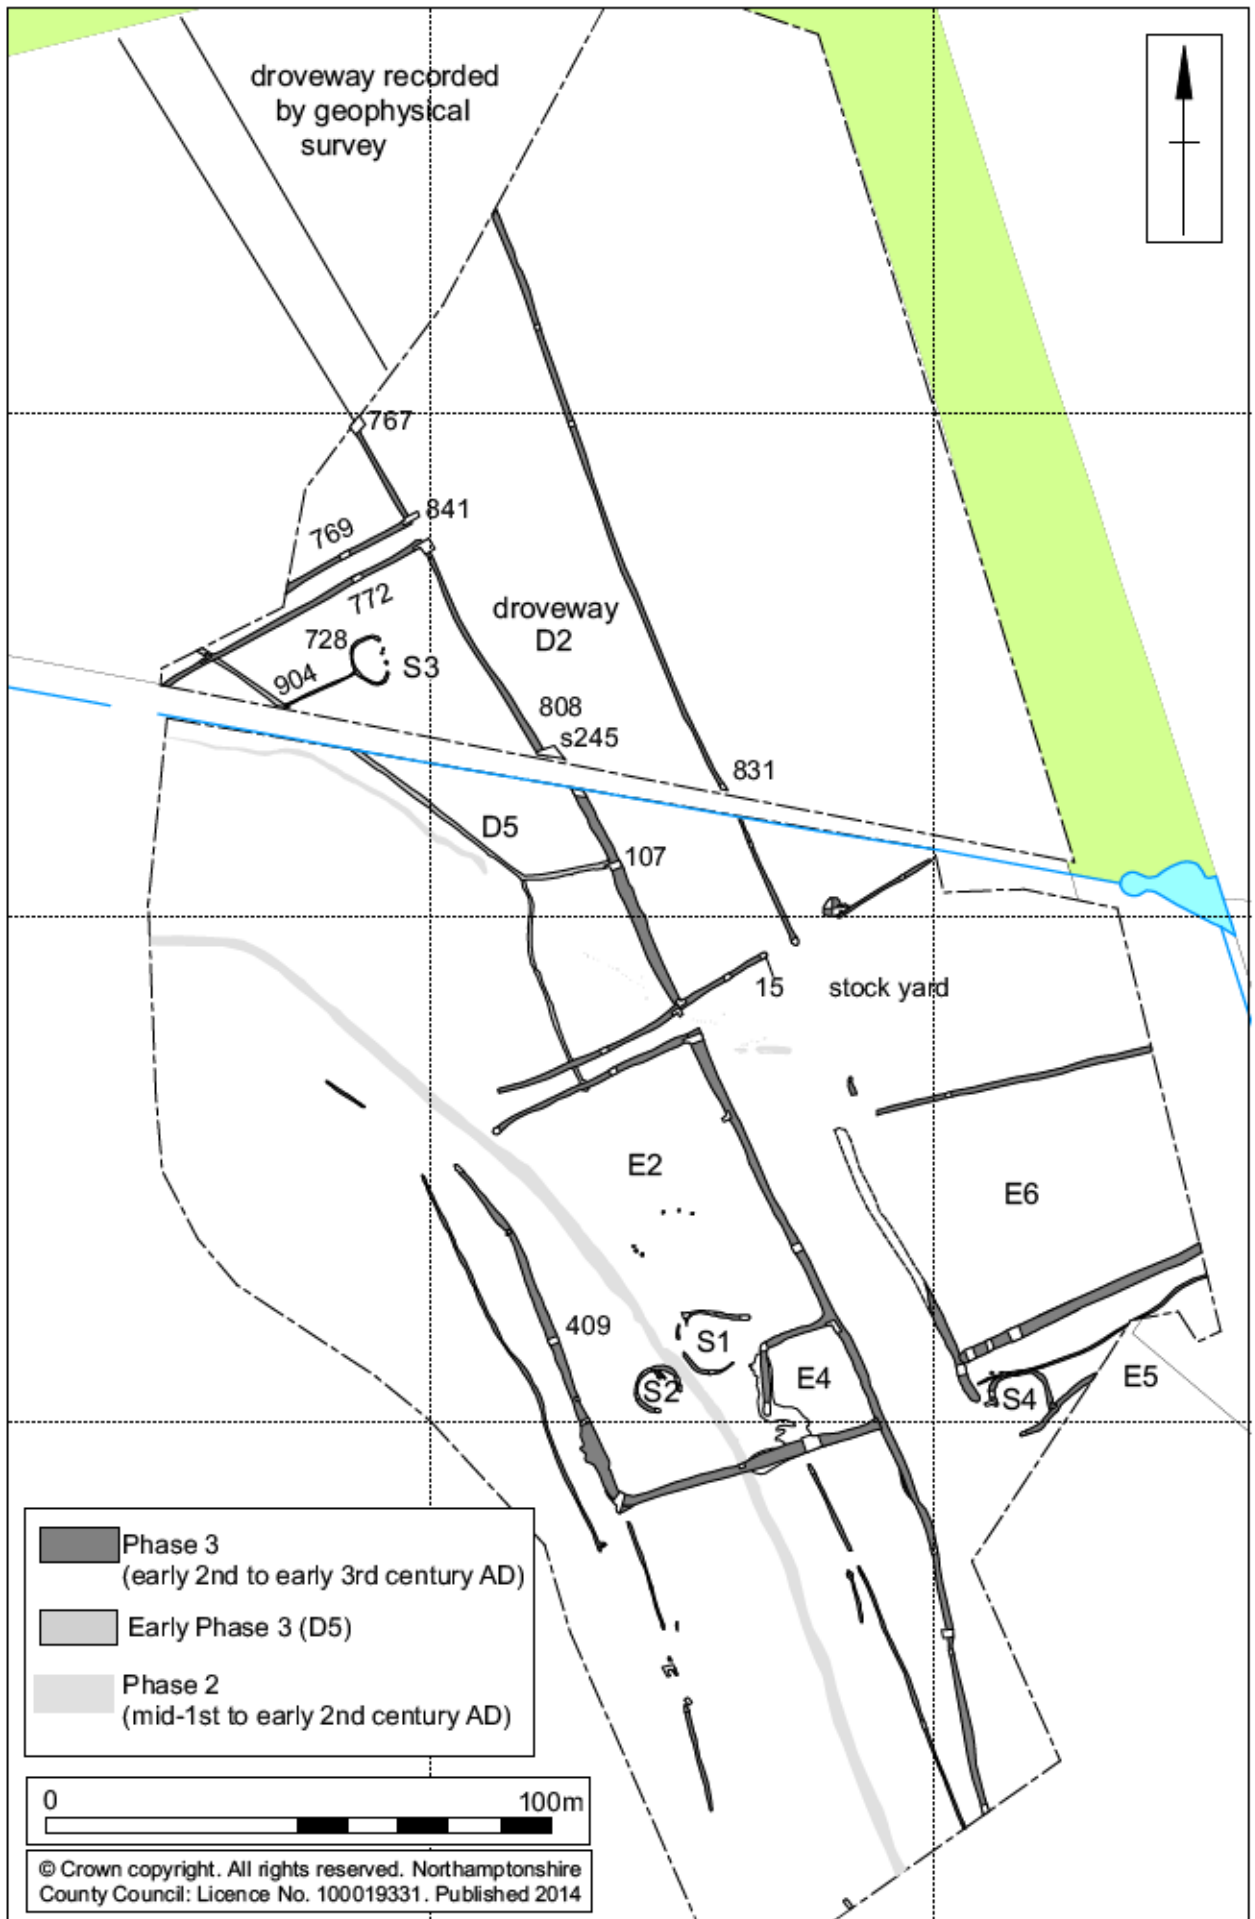 droveway recorded
by geophysical
survey
767
841
769
772
droveway
D2
728
S3
904
808
s245
831
D5
107
15
stock yard
E2
E6
409
S1
S2
E4
E5
S4
Phase 3
(early 2nd to early 3rd century AD)
Early Phase 3 (D5)
Phase 2
(mid-1st to early 2nd century AD)
0
100m
© Crown copyright. All rights reserved. Northamptonshire
County Council: Licence No. 100019331. Published 2014